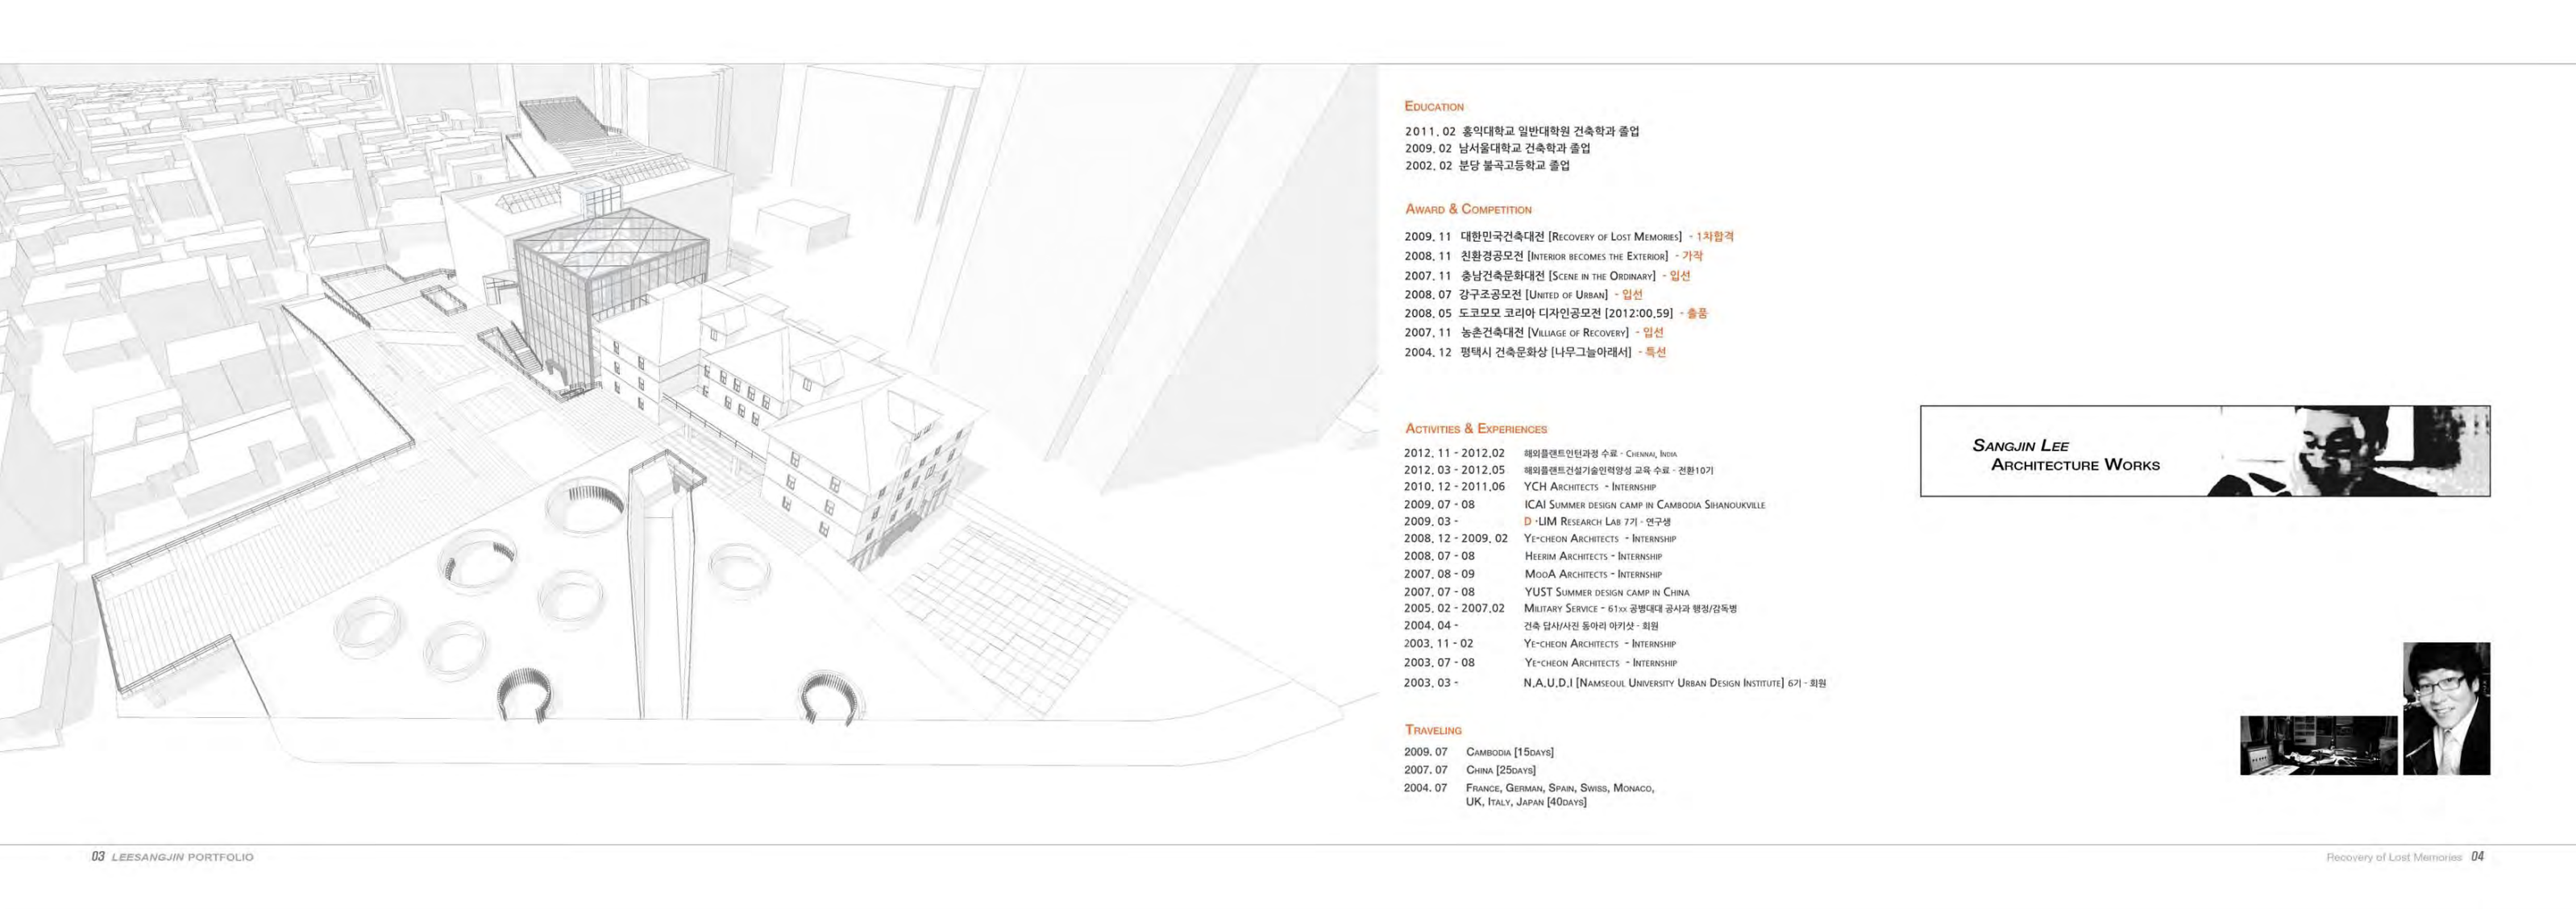 EDUCATION
2011. 02 홍익대학교 일반대학원 건축학과 졸업
2009. 02 남서울대학교 건축학과 졸업
2002. 02 분당 불곡고등학교 졸업
AWARD & COMPETITION
2009. 11 대한민국건축대전 [RECOVERY OF LOST MEMORIES] - 1차합격
2008. 11 친환경공모전 [INTERIOR BECOMES THE EXTERIOR] - 가작
2007. 11 충남건축문화대전 [SCENE IN THE ORDINARY] - 입선
2008. 07 강구조공모전 [UNITED OF URBAN] - 입선
2008. 05 도코모모 코리아 디자인공모전 [2012:00.59] - 출품
2007. 11 농촌건축대전 [VILLIAGE OF RECOVERY] - 입선
2004. 12 평택시 건축문화상 [나무그늘아래서] - 특선
ACTIVITIES & EXPERIENCES
2012. 11 - 2012.02 해외플랜트인턴과정 수료 - CHENNAI, INDIA
2012. 03 - 2012.05 해외플랜트건설기술인력양성 교육 수료 - 전환10기
2010. 12 - 2011.06 YCH ARCHITECTS - INTERNSHIP
2009. 07 - 08 ICAI SUMMER DESIGN CAMP IN CAMBODIA SIHANOUKVILLE
2009. 03 - D·LIM RESEARCH LAB 7기 - 연구생
2008. 12 - 2009. 02 YE-CHEON ARCHITECTS - INTERNSHIP
2008. 07 - 08 HEERIM ARCHITECTS - INTERNSHIP
2007. 08 - 09 MOOA ARCHITECTS - INTERNSHIP
2007. 07 - 08 YUST SUMMER DESIGN CAMP IN CHINA
2005. 02 - 2007.02 MILITARY SERVICE - 61XX 공병대대 공사과 행정/감독병
2004. 04 - 건축 답사/사진 동아리 아키샷 - 회원
2003. 11 - 02 YE-CHEON ARCHITECTS - INTERNSHIP
2003. 07 - 08 YE-CHEON ARCHITECTS - INTERNSHIP
2003. 03 - N.A.U.D.I [NAMSEOUL UNIVERSITY URBAN DESIGN INSTITUTE] 6기 - 회원
TRAVELING
2009. 07 CAMBODIA [15DAYS]
2007. 07 CHINA [25DAYS]
2004. 07 FRANCE, GERMAN, SPAIN, SWISS, MONACO,
UK, ITALY, JAPAN [40DAYS]
SANGJIN LEE
ARCHITECTURE WORKS
03 LEESANGJIN PORTFOLIO
Recovery of Lost Memories 04